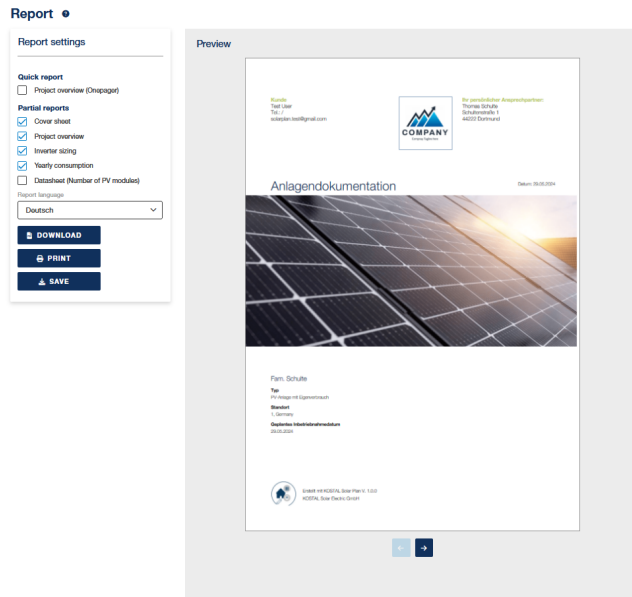 Report
Report settings
Quick report
Project overview (Onepager)
Partial reports
Cover sheet
Project overview
Inverter sizing
Yearly consumption
Datasheet (Number of PV modules)
Report language
Deutsch
DOWNLOAD
PRINT
SAVE
Preview
Kunde
Test User
Tel.: /
solarplan.test@gmail.com
COMPANY
Ihr persönlicher Ansprechpartner:
Thomas Schulte
Schultenstraße 1
44222 Dortmund
Anlagendokumentation
Datum: 29.05.2024
Fam. Schulte
Typ
PV-Anlage mit Eigenverbrauch
Standort
1, Germany
Geplantes Inbetriebnahmedatum
29.05.2024
Erstellt mit KOSTAL Solar Plan V. 1.0.0
KOSTAL Solar Electric GmbH